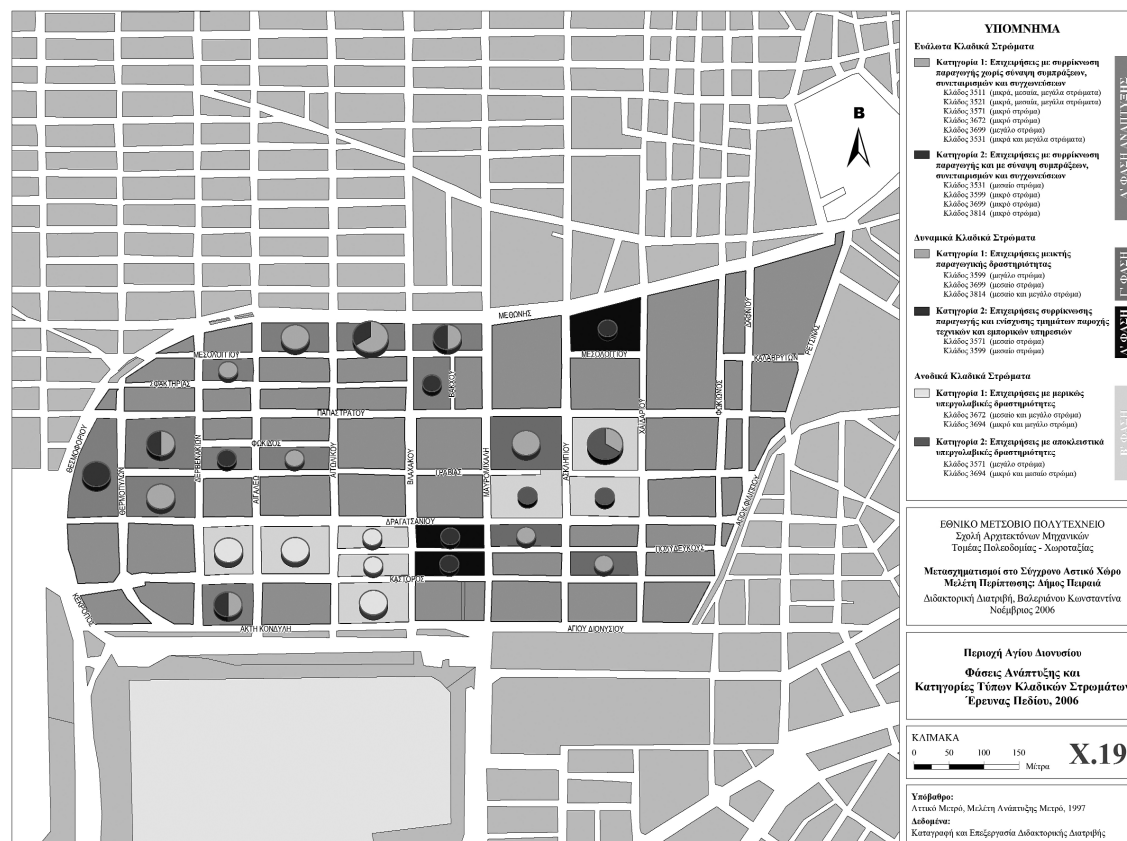 ΜΕΘΩΝΗΣ
ΜΕΣΟΛΟΓΓΙΟΥ
ΜΕΣΟΛΟΓΓΙΟΥ
ΔΑΦΝΙΟΥ
ΚΑΛΑΒΡΥΤΩΝ
ΡΕΤΣΙΝΑΣ
ΣΦΑΚΤΗΡΙΑΣ
ΒΑΚΧΟΥ
ΠΑΠΑΣΤΡΑΤΟΥ
ΦΩΚΙΩΝΟΣ
ΧΑΪΔΑΡΙΟΥ
ΘΕΣΜΟΦΟΡΙΟΥ
ΘΕΡΜΟΠΥΛΩΝ
ΔΕΡΒΕΝΑΚΙΩΝ
ΦΩΚΙΔΟΣ
ΑΙΓΑΛΕΩ
ΑΙΤΩΛΙΚΟΥ
ΒΛΑΧΑΚΟΥ
ΓΡΑΒΙΑΣ
ΜΑΥΡΟΜΙΧΑΛΗ
ΑΣΚΛΗΠΙΟΥ
ΔΡΑΓΑΤΣΑΝΙΟΥ
ΠΟΛΥΔΕΥΚΟΥΣ
ΚΑΣΤΟΡΟΣ
ΚΕΚΡΟΠΟΣ
ΑΚΤΗ ΚΟΝΔΥΛΗ
ΑΓΙΟΥ ΔΙΟΝΥΣΙΟΥ
Β
ΥΠΟΜΝΗΜΑ
Ευάλωτα Κλαδικά Στρώματα
Κατηγορία 1: Επιχειρήσεις με συρρίκνωση
παραγωγής χωρίς σύναψη συμπράξεων,
συνεταιρισμών και συγχωνεύσεων
Κλάδος 3511 (μικρά, μεσαία, μεγάλα στρώματα)
Κλάδος 3521 (μικρά, μεσαία, μεγάλα στρώματα)
Κλάδος 3571 (μικρό στρώμα)
Κλάδος 3672 (μικρό στρώμα)
Κλάδος 3699 (μεγάλο στρώμα)
Κλάδος 3531 (μικρά και μεγάλα στρώματα)
Κατηγορία 2: Επιχειρήσεις με συρρίκνωση
παραγωγής και με σύναψη συμπράξεων,
συνεταιρισμών και συγχωνεύσεων
Κλάδος 3531 (μεσαίο στρώμα)
Κλάδος 3599 (μικρό στρώμα)
Κλάδος 3699 (μικρό στρώμα)
Κλάδος 3814 (μικρό στρώμα)
Δυναμικά Κλαδικά Στρώματα
Κατηγορία 1: Επιχειρήσεις μεικτής
παραγωγικής δραστηριότητας
Κλάδος 3599 (μεγάλο στρώμα)
Κλάδος 3699 (μεσαίο στρώμα)
Κλάδος 3814 (μεσαίο και μεγάλο στρώμα)
Κατηγορία 2: Επιχειρήσεις συρρίκνωσης
παραγωγής και ενίσχυσης τμημάτων παροχής
τεχνικών και εμπορικών υπηρεσιών
Κλάδος 3571 (μεσαίο στρώμα)
Κλάδος 3599 (μεσαίο στρώμα)
Ανοδικά Κλαδικά Στρώματα
Κατηγορία 1: Επιχειρήσεις με μερικώς
υπεργολαβικές δραστηριότητες
Κλάδος 3672 (μεσαίο και μεγάλο στρώμα)
Κλάδος 3694 (μικρό και μεγάλο στρώμα)
Κατηγορία 2: Επιχειρήσεις με αποκλειστικά
υπεργολαβικές δραστηριότητες
Κλάδος 3571 (μεγάλο στρώμα)
Κλάδος 3694 (μικρό και μεσαίο στρώμα)
ΕΘΝΙΚΟ ΜΕΤΣΟΒΙΟ ΠΟΛΥΤΕΧΝΕΙΟ
Σχολή Αρχιτεκτόνων Μηχανικών
Τομέας Πολεοδομίας - Χωροταξίας
Μετασχηματισμοί στο Σύγχρονο Αστικό Χώρο
Μελέτη Περίπτωσης: Δήμος Πειραιά
Διδακτορική Διατριβή, Βαλεριάνου Κωνσταντίνα
Νοέμβριος 2006
Περιοχή Αγίου Διονυσίου
Φάσεις Ανάπτυξης και
Κατηγορίες Τύπων Κλαδικών Στρωμάτων
Έρευνας Πεδίου, 2006
ΚΛΙΜΑΚΑ
0 50 100 150
Μέτρα
Χ.19
Υπόβαθρο:
Αττικό Μετρό, Μελέτη Ανάπτυξης Μετρό, 1997
Δεδομένα:
Καταγραφή και Επεξεργασία Διδακτορικής Διατριβής